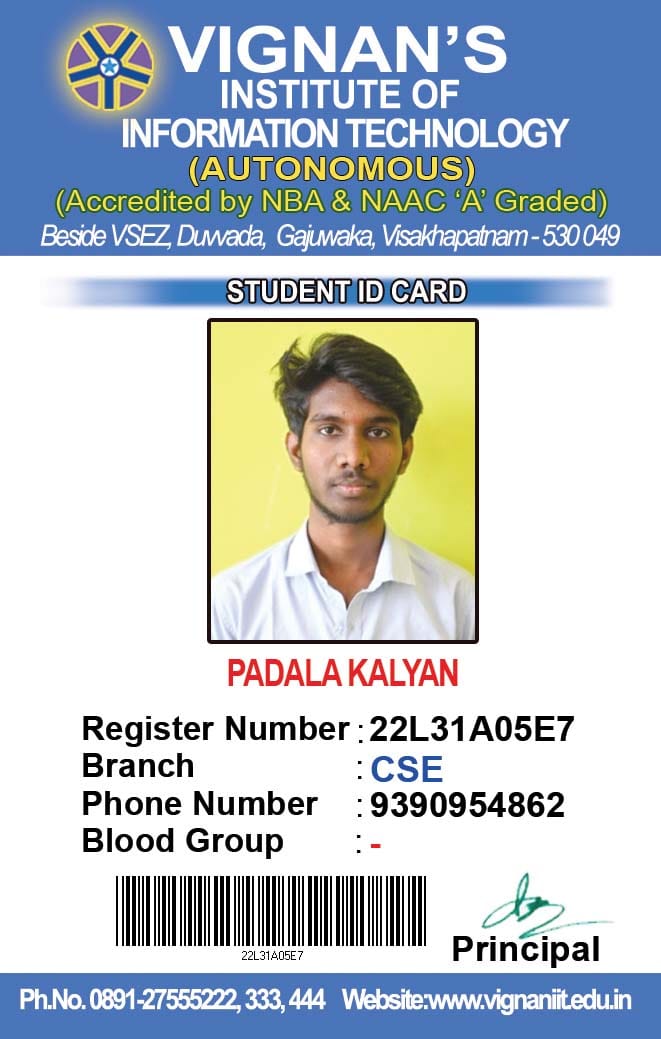 VIGNAN'S
INSTITUTE OF
INFORMATION TECHNOLOGY
(AUTONOMOUS)
(Accredited by NBA & NAAC 'A' Graded)
Beside VSEZ, Duvvada, Gajuwaka, Visakhapatnam - 530 049
STUDENT ID CARD
PADALA KALYAN
Register Number : 22L31A05E7
Branch : CSE
Phone Number : 9390954862
Blood Group : -
22L31A05E7
Principal
Ph.No. 0891-27555222, 333, 444 Website:www.vignaniit.edu.in